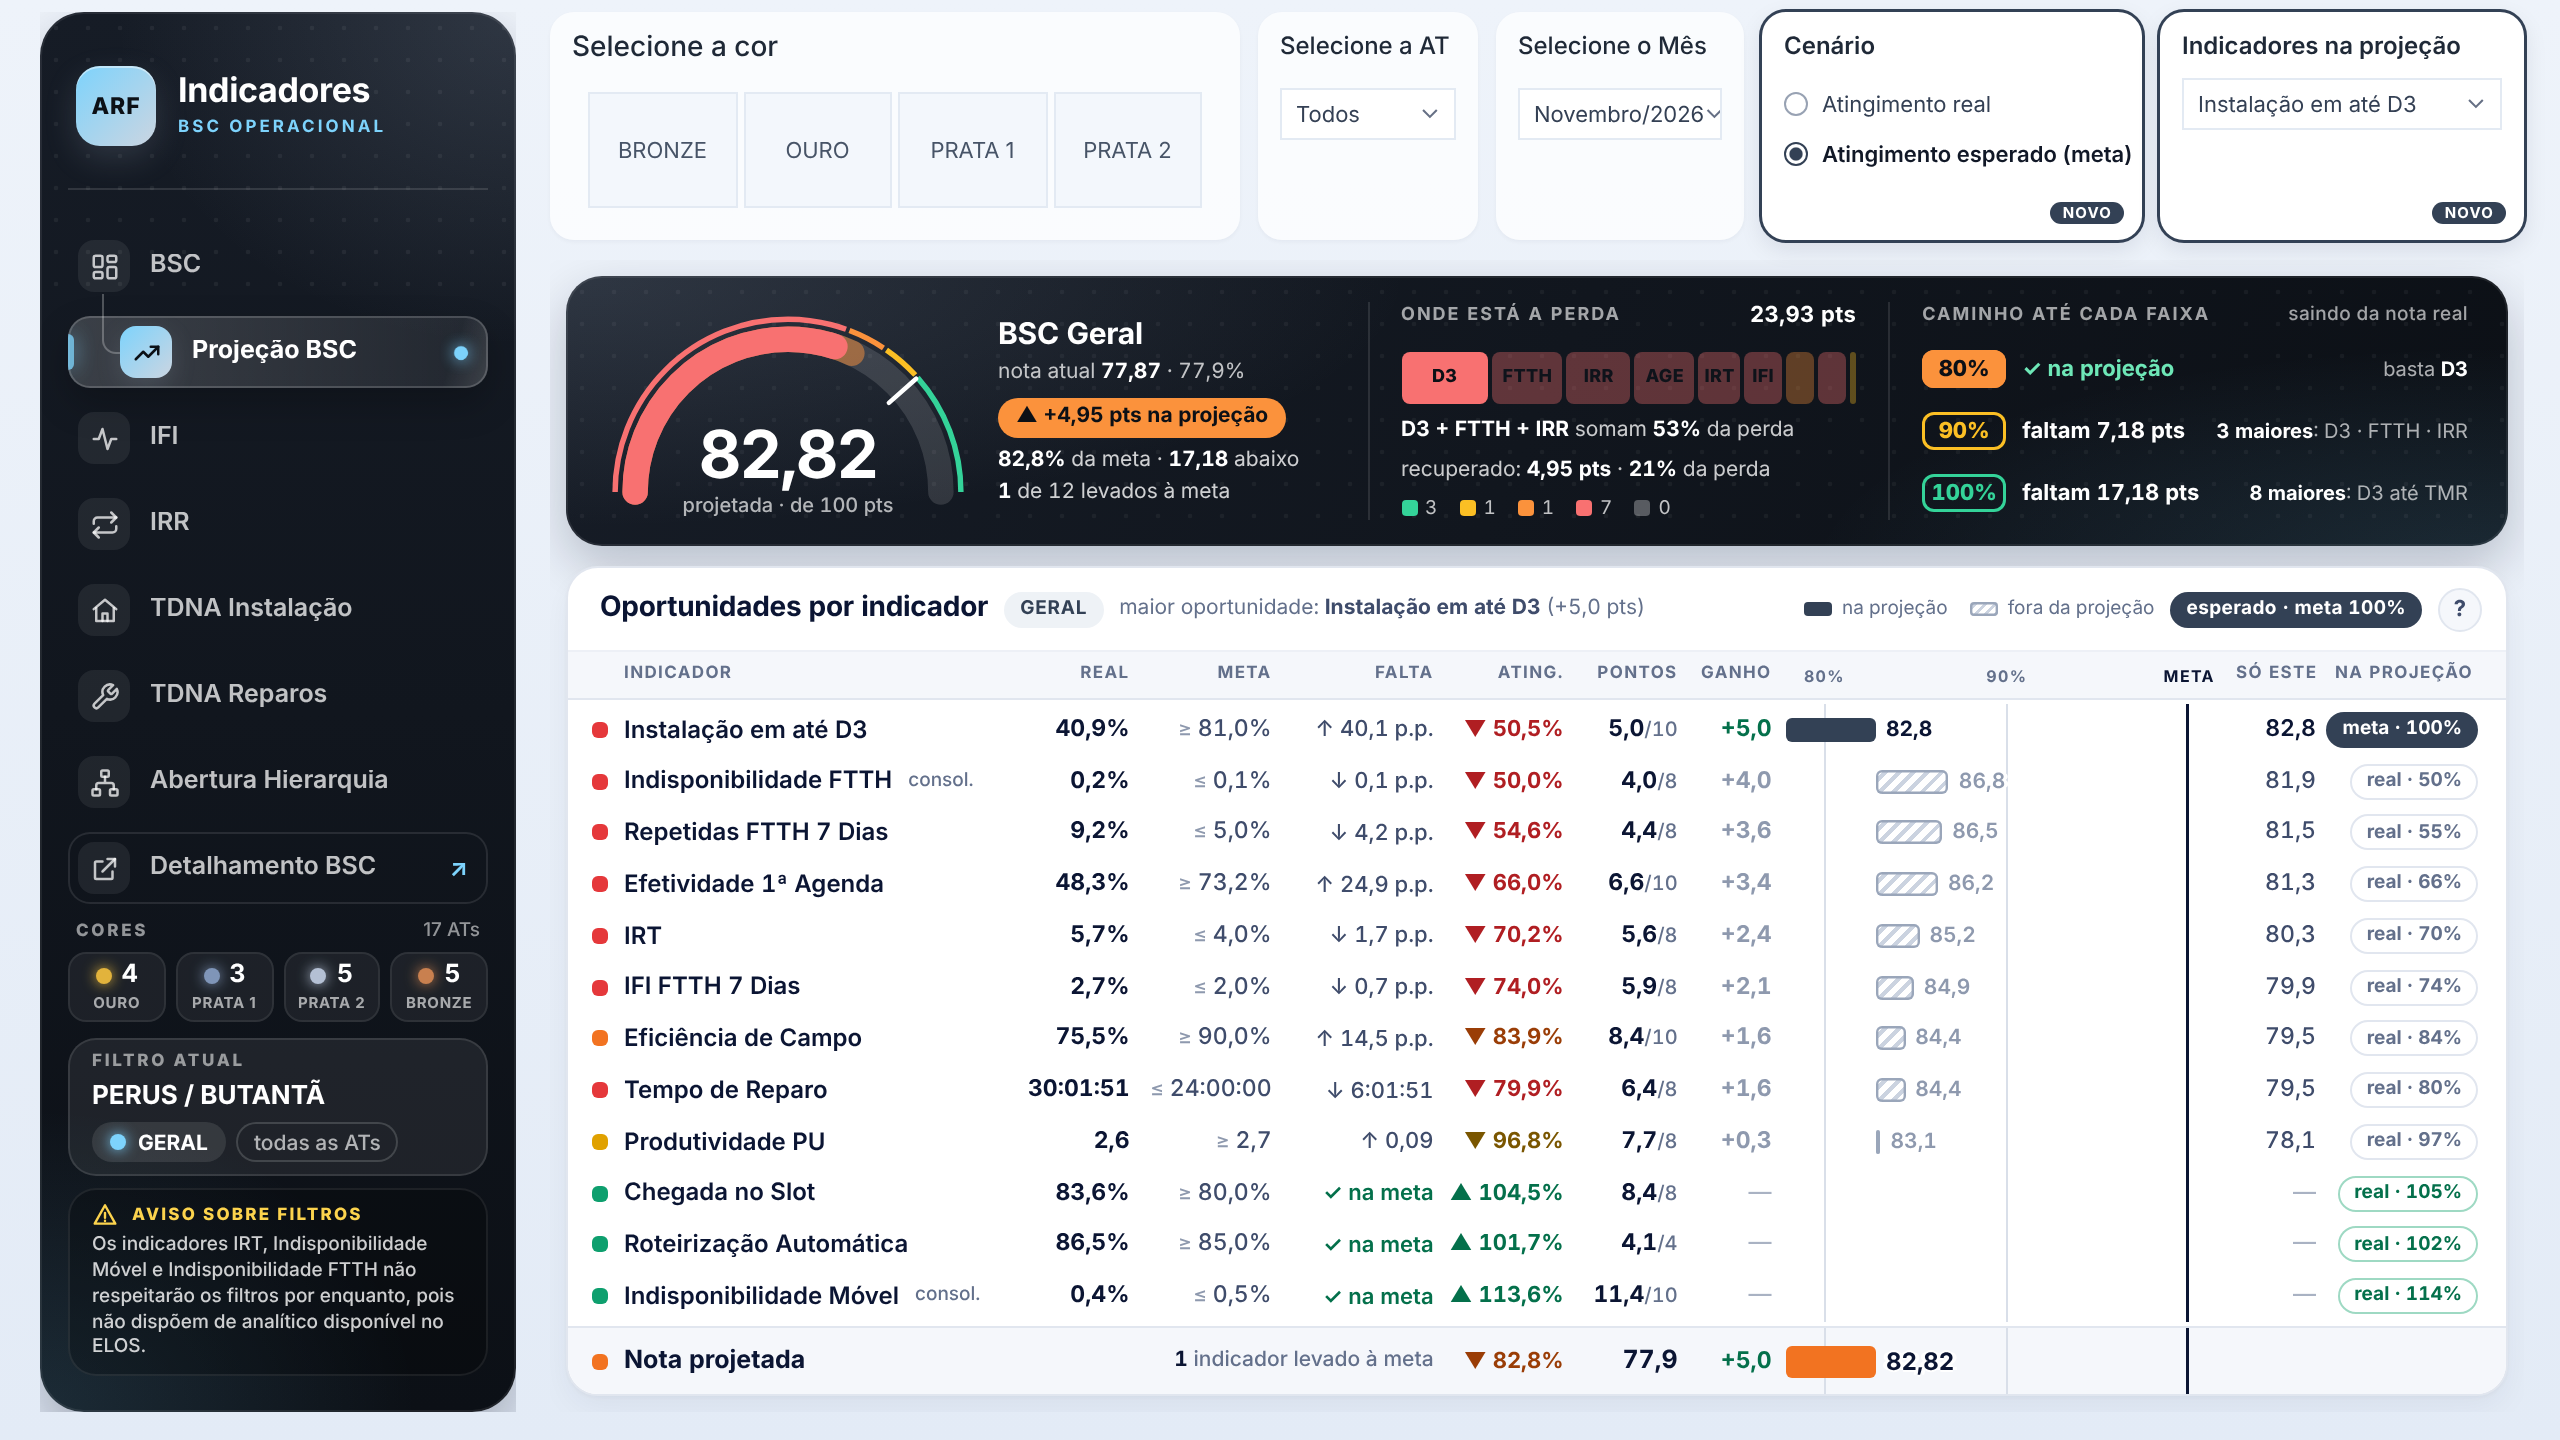 ARF
Indicadores
BSC OPERACIONAL
BSC
Projeção BSC
IFI
IRR
TDNA Instalação
TDNA Reparos
Abertura Hierarquia
Detalhamento BSC
CORES 17 ATs
4 3 5 5
OURO PRATA 1 PRATA 2 BRONZE
FILTRO ATUAL
PERUS / BUTANTÃ
GERAL todas as ATs
AVISO SOBRE FILTROS
Os indicadores IRT, Indisponibilidade
Móvel e Indisponibilidade FTTH não
respeitarão os filtros por enquanto, pois
não dispõem de analítico disponível no
ELOS.
Selecione a cor
BRONZE OURO PRATA 1 PRATA 2
Selecione a AT
Todos
Selecione o Mês
Novembro/2026
Cenário
Atingimento real
Atingimento esperado (meta)
NOVO
Indicadores na projeção
Instalação em até D3
NOVO
82,82
projetada · de 100 pts
BSC Geral
nota atual 77,87 · 77,9%
▲ +4,95 pts na projeção
82,8% da meta · 17,18 abaixo
1 de 12 levados à meta
ONDE ESTÁ A PERDA 23,93 pts
D3 FTTH IRR AGE IRT IFI
D3 + FTTH + IRR somam 53% da perda
recuperado: 4,95 pts · 21% da perda
3 1 1 7 0
CAMINHO ATÉ CADA FAIXA saindo da nota real
80% ✓ na projeção basta D3
90% faltam 7,18 pts 3 maiores: D3 · FTTH · IRR
100% faltam 17,18 pts 8 maiores: D3 até TMR
Oportunidades por indicador GERAL maior oportunidade: Instalação em até D3 (+5,0 pts) na projeção fora da projeção esperado · meta 100% ?
INDICADOR REAL META FALTA ATING. PONTOS GANHO 80% 90% META SÓ ESTE NA PROJEÇÃO
Instalação em até D3 40,9% ≥ 81,0% ↑ 40,1 p.p. ▼ 50,5% 5,0/10 +5,0 82,8 82,8 meta · 100%
Indisponibilidade FTTH consol. 0,2% ≤ 0,1% ↓ 0,1 p.p. ▼ 50,0% 4,0/8 +4,0 86,8 81,9 real · 50%
Repetidas FTTH 7 Dias 9,2% ≤ 5,0% ↓ 4,2 p.p. ▼ 54,6% 4,4/8 +3,6 86,5 81,5 real · 55%
Efetividade 1ª Agenda 48,3% ≥ 73,2% ↑ 24,9 p.p. ▼ 66,0% 6,6/10 +3,4 86,2 81,3 real · 66%
IRT 5,7% ≤ 4,0% ↓ 1,7 p.p. ▼ 70,2% 5,6/8 +2,4 85,2 80,3 real · 70%
IFI FTTH 7 Dias 2,7% ≤ 2,0% ↓ 0,7 p.p. ▼ 74,0% 5,9/8 +2,1 84,9 79,9 real · 74%
Eficiência de Campo 75,5% ≥ 90,0% ↑ 14,5 p.p. ▼ 83,9% 8,4/10 +1,6 84,4 79,5 real · 84%
Tempo de Reparo 30:01:51 ≤ 24:00:00 ↓ 6:01:51 ▼ 79,9% 6,4/8 +1,6 84,4 79,5 real · 80%
Produtividade PU 2,6 ≥ 2,7 ↑ 0,09 ▼ 96,8% 7,7/8 +0,3 83,1 78,1 real · 97%
Chegada no Slot 83,6% ≥ 80,0% ✓ na meta ▲ 104,5% 8,4/8 — — real · 105%
Roteirização Automática 86,5% ≥ 85,0% ✓ na meta ▲ 101,7% 4,1/4 — — real · 102%
Indisponibilidade Móvel consol. 0,4% ≤ 0,5% ✓ na meta ▲ 113,6% 11,4/10 — — real · 114%
Nota projetada 1 indicador levado à meta ▼ 82,8% 77,9 +5,0 82,82